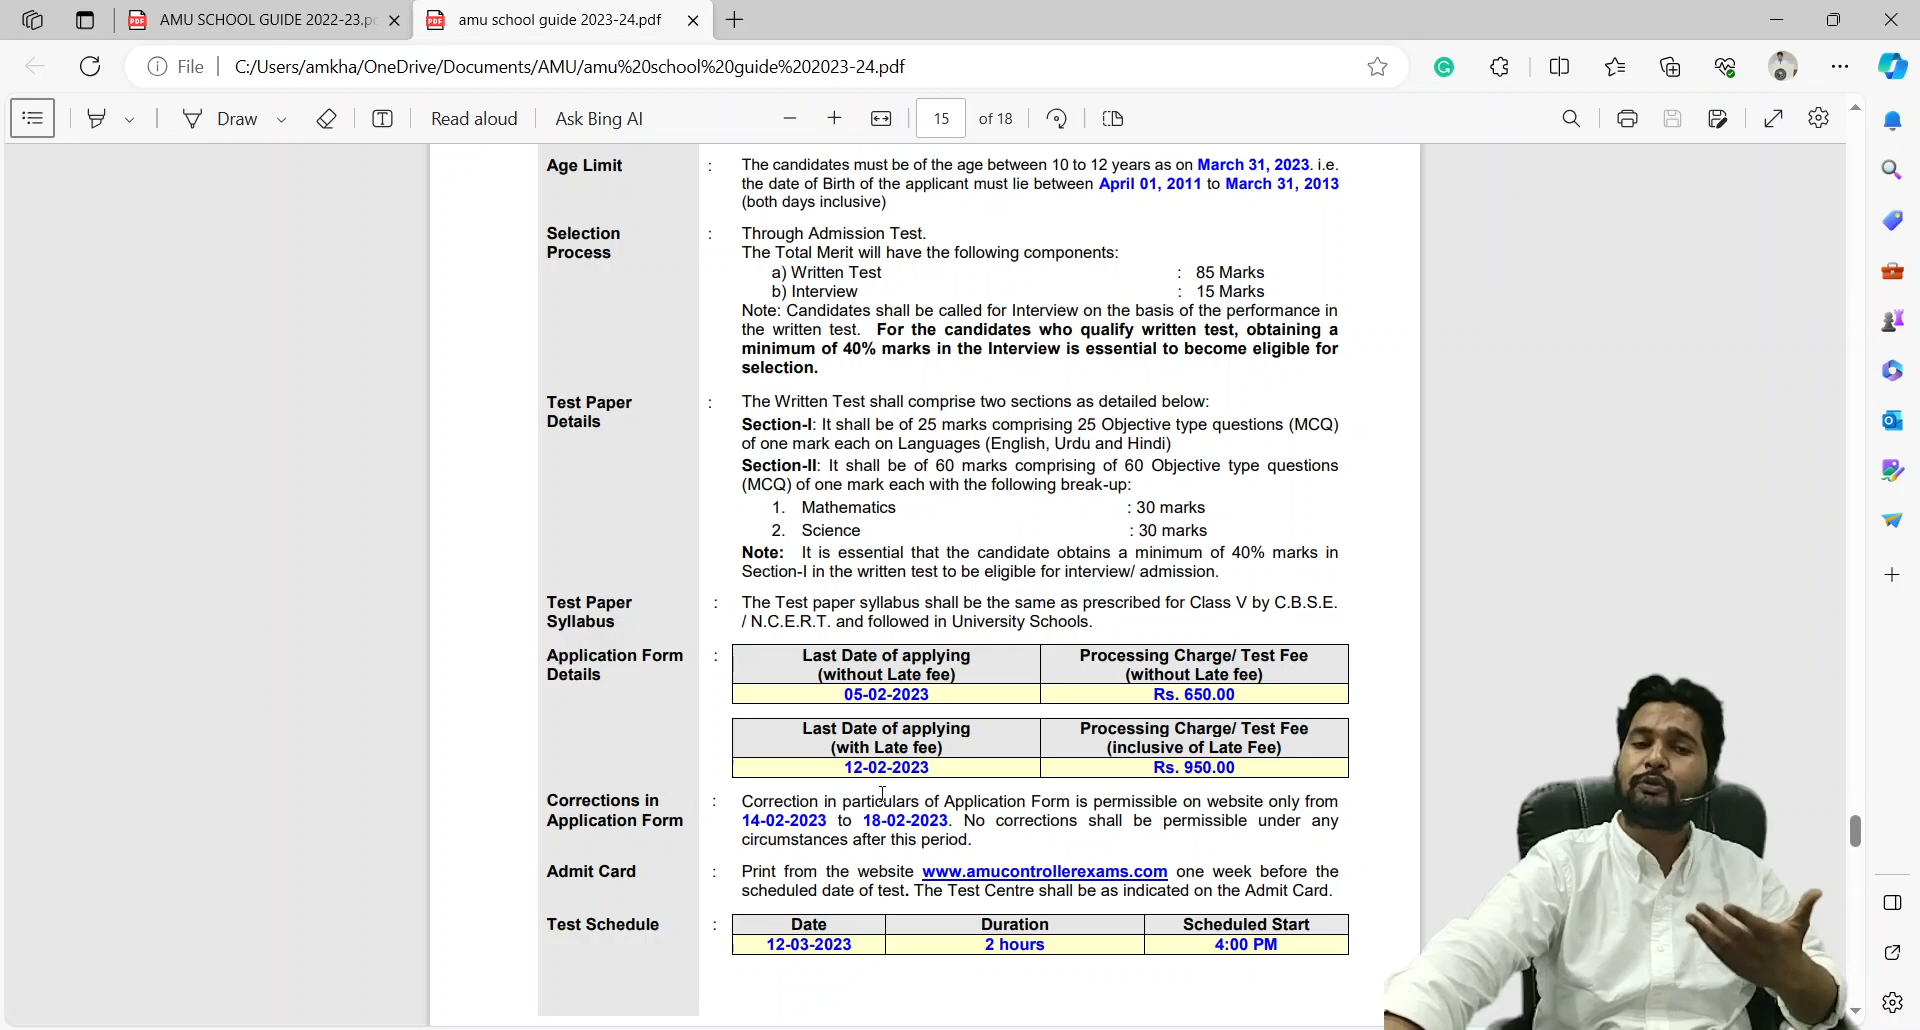 AMU SCHOOL GUIDE 2022-23.p
amu school guide 2023-24.pdf
File
C:/Users/amkha/OneDrive/Documents/AMU/amu%20school%20guide%202023-24.pdf
Draw
Read aloud
Ask Bing AI
15
of 18
Age Limit : The candidates must be of the age between 10 to 12 years as on March 31, 2023. i.e.
the date of Birth of the applicant must lie between April 01, 2011 to March 31, 2013
(both days inclusive)
Selection : Through Admission Test.
Process The Total Merit will have the following components:
a) Written Test : 85 Marks
b) Interview : 15 Marks
Note: Candidates shall be called for Interview on the basis of the performance in
the written test. For the candidates who qualify written test, obtaining a
minimum of 40% marks in the Interview is essential to become eligible for
selection.
Test Paper : The Written Test shall comprise two sections as detailed below:
Details
Section-I: It shall be of 25 marks comprising 25 Objective type questions (MCQ)
of one mark each on Languages (English, Urdu and Hindi)
Section-II: It shall be of 60 marks comprising of 60 Objective type questions
(MCQ) of one mark each with the following break-up:
1. Mathematics : 30 marks
2. Science : 30 marks
Note: It is essential that the candidate obtains a minimum of 40% marks in
Section-I in the written test to be eligible for interview/ admission.
Test Paper : The Test paper syllabus shall be the same as prescribed for Class V by C.B.S.E.
Syllabus / N.C.E.R.T. and followed in University Schools.
Application Form : Last Date of applying Processing Charge/ Test Fee
Details (without Late fee) (without Late fee)
05-02-2023 Rs. 650.00
Last Date of applying Processing Charge/ Test Fee
(with Late fee) (inclusive of Late Fee)
12-02-2023 Rs. 950.00
Corrections in : Correction in particulars of Application Form is permissible on website only from
Application Form 14-02-2023 to 18-02-2023. No corrections shall be permissible under any
circumstances after this period.
Admit Card : Print from the website www.amucontrollerexams.com one week before the
scheduled date of test. The Test Centre shall be as indicated on the Admit Card.
Test Schedule : Date Duration Scheduled Start
12-03-2023 2 hours 4:00 PM